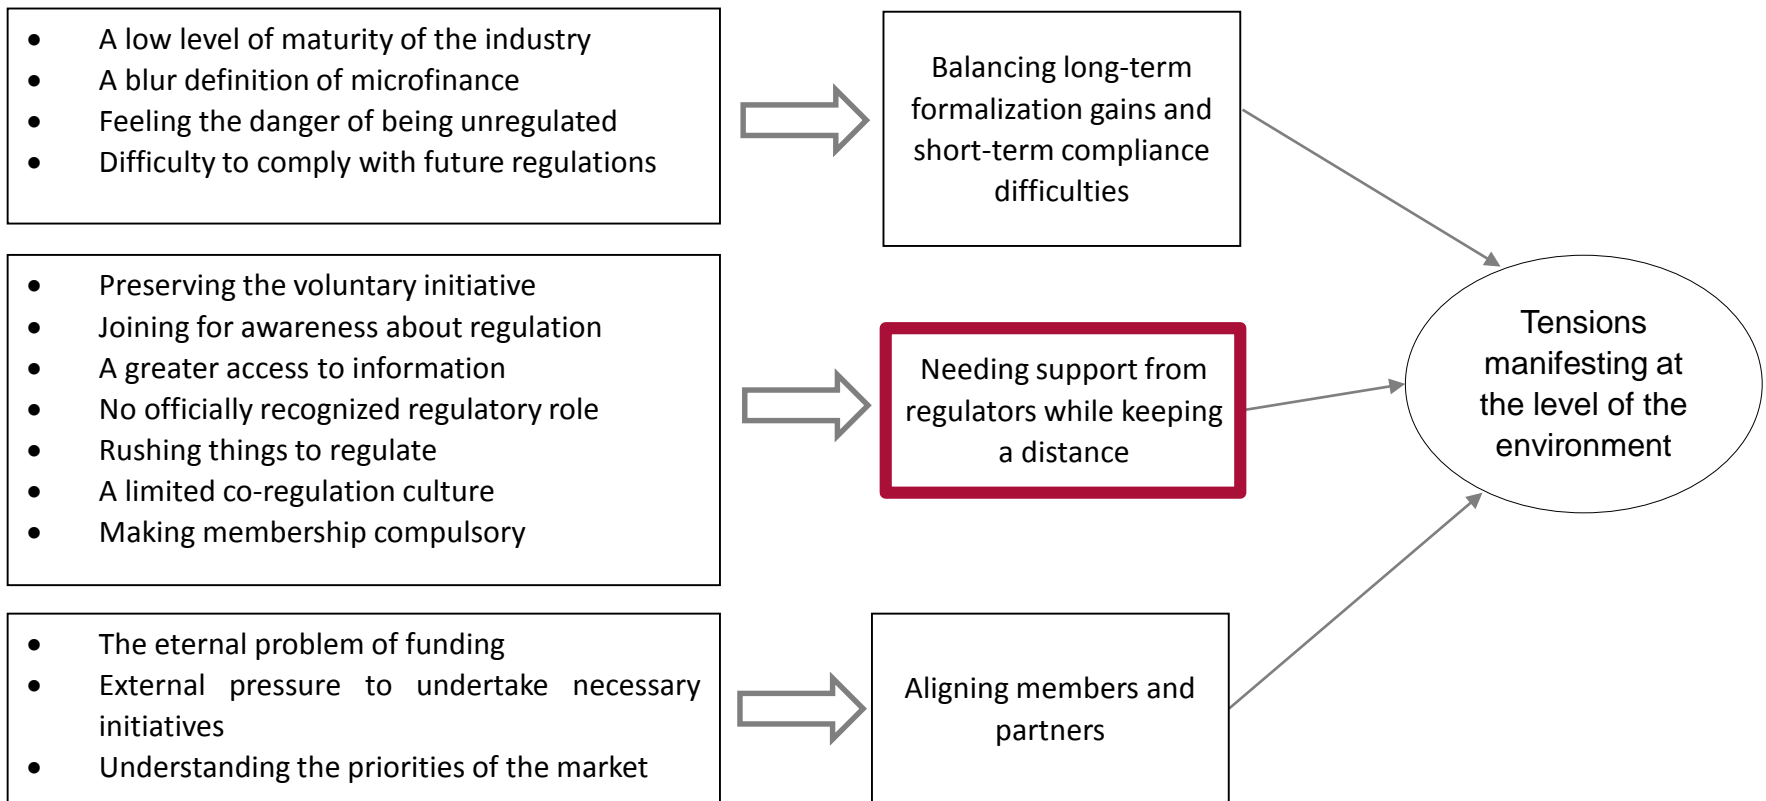 • A low level of maturity of the industry
• A blur definition of microfinance
• Feeling the danger of being unregulated
• Difficulty to comply with future regulations
Balancing long-term
formalization gains and
short-term compliance
difficulties
• Preserving the voluntary initiative
• Joining for awareness about regulation
• A greater access to information
• No officially recognized regulatory role
• Rushing things to regulate
• A limited co-regulation culture
• Making membership compulsory
Needing support from
regulators while keeping
a distance
Tensions
manifesting at
the level of the
environment
• The eternal problem of funding
• External pressure to undertake necessary
initiatives
• Understanding the priorities of the market
Aligning members and
partners